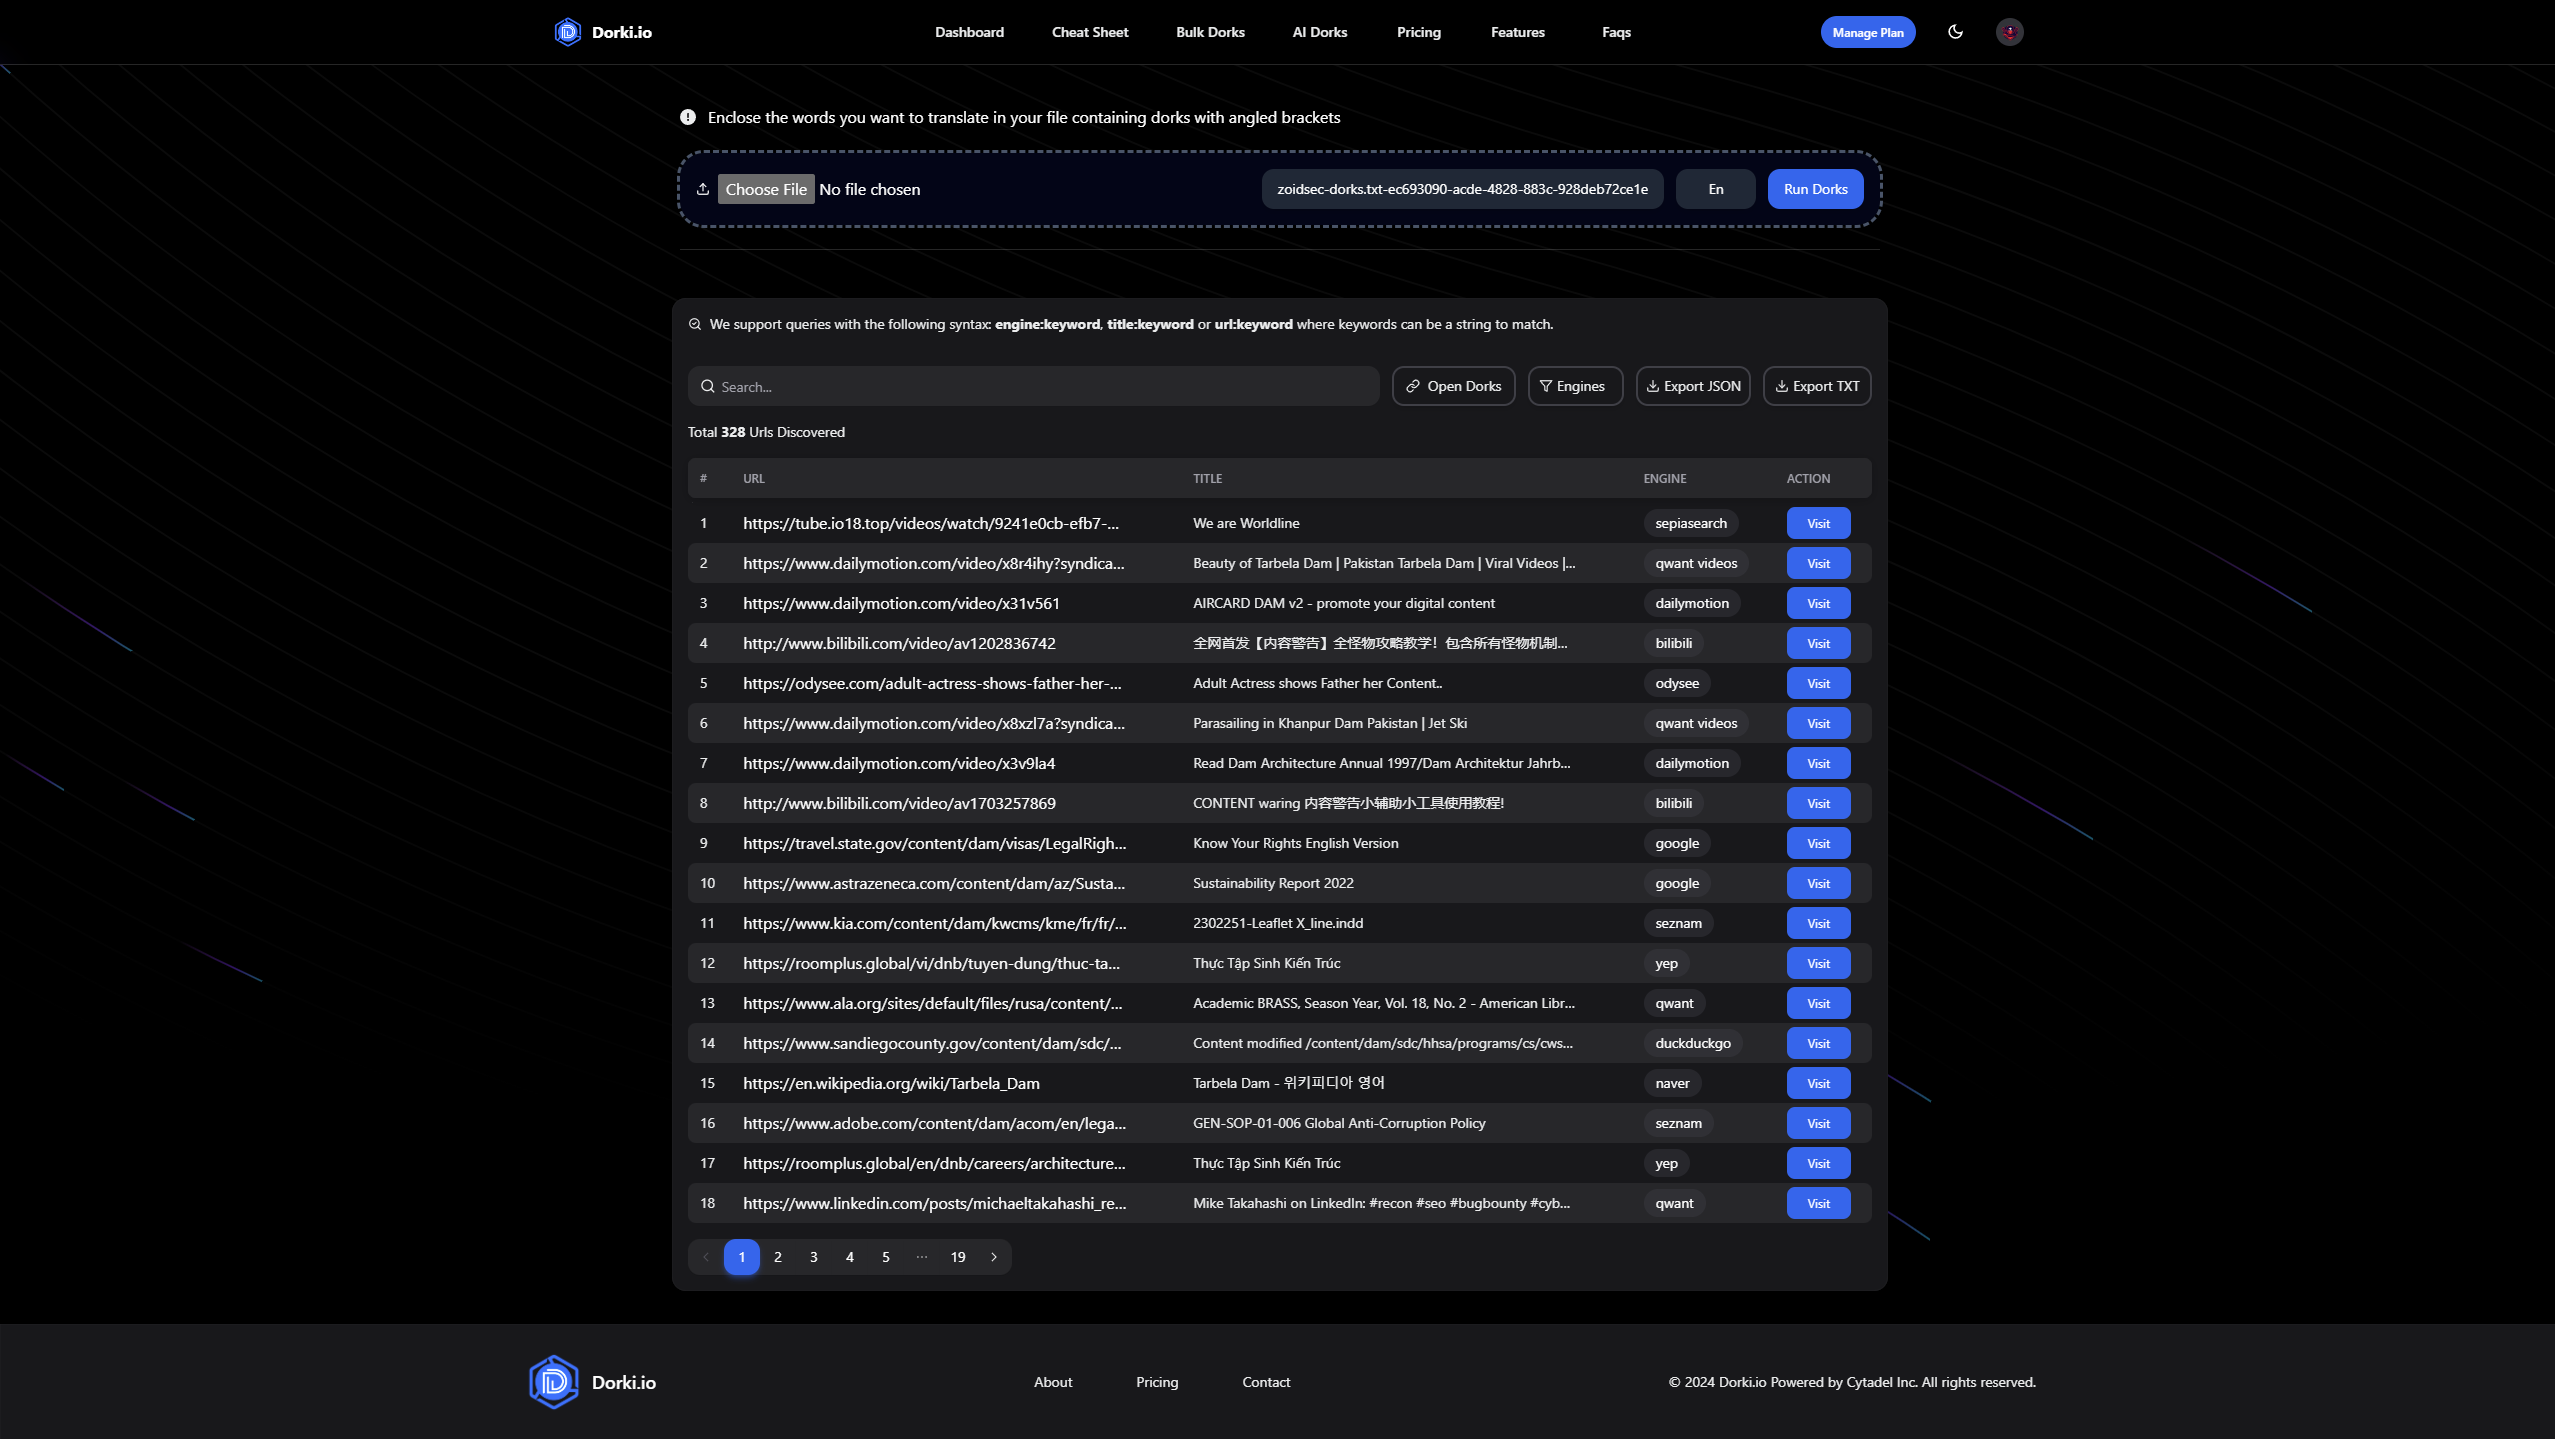 Dorki.io Dashboard Cheat Sheet Bulk Dorks AI Dorks Pricing Features Faqs Manage Plan
Enclose the words you want to translate in your file containing dorks with angled brackets
Choose File No file chosen zoidsec-dorks.txt-ec693090-acde-4828-883c-928deb72ce1e En Run Dorks
We support queries with the following syntax: engine:keyword, title:keyword or url:keyword where keywords can be a string to match.
Search... Open Dorks Engines Export JSON Export TXT
Total 328 Urls Discovered
# URL TITLE ENGINE ACTION
1 https://tube.io18.top/videos/watch/9241e0cb-efb7-... We are Worldline sepiasearch Visit
2 https://www.dailymotion.com/video/x8r4ihy?syndica... Beauty of Tarbela Dam | Pakistan Tarbela Dam | Viral Videos |... qwant videos Visit
3 https://www.dailymotion.com/video/x31v561 AIRCARD DAM v2 - promote your digital content dailymotion Visit
4 http://www.bilibili.com/video/av1202836742 全网首发【内容警告】全怪物攻略教学！包含所有怪物机制... bilibili Visit
5 https://odysee.com/adult-actress-shows-father-her-... Adult Actress shows Father her Content.. odysee Visit
6 https://www.dailymotion.com/video/x8xzl7a?syndica... Parasailing in Khanpur Dam Pakistan | Jet Ski qwant videos Visit
7 https://www.dailymotion.com/video/x3v9la4 Read Dam Architecture Annual 1997/Dam Architektur Jahrb... dailymotion Visit
8 http://www.bilibili.com/video/av1703257869 CONTENT waring 内容警告小辅助小工具使用教程! bilibili Visit
9 https://travel.state.gov/content/dam/visas/LegalRigh... Know Your Rights English Version google Visit
10 https://www.astrazeneca.com/content/dam/az/Susta... Sustainability Report 2022 google Visit
11 https://www.kia.com/content/dam/kwcms/kme/fr/fr/... 2302251-Leaflet X_line.indd seznam Visit
12 https://roomplus.global/vi/dnb/tuyen-dung/thuc-ta... Thực Tập Sinh Kiến Trúc yep Visit
13 https://www.ala.org/sites/default/files/rusa/content/... Academic BRASS, Season Year, Vol. 18, No. 2 - American Libr... qwant Visit
14 https://www.sandiegocounty.gov/content/dam/sdc/... Content modified /content/dam/sdc/hhsa/programs/cs/cws... duckduckgo Visit
15 https://en.wikipedia.org/wiki/Tarbela_Dam Tarbela Dam - 위키피디아 영어 naver Visit
16 https://www.adobe.com/content/dam/acom/en/lega... GEN-SOP-01-006 Global Anti-Corruption Policy seznam Visit
17 https://roomplus.global/en/dnb/careers/architecture... Thực Tập Sinh Kiến Trúc yep Visit
18 https://www.linkedin.com/posts/michaeltakahashi_re... Mike Takahashi on LinkedIn: #recon #seo #bugbounty #cyb... qwant Visit
1 2 3 4 5 ... 19
Dorki.io About Pricing Contact © 2024 Dorki.io Powered by Cytadel Inc. All rights reserved.